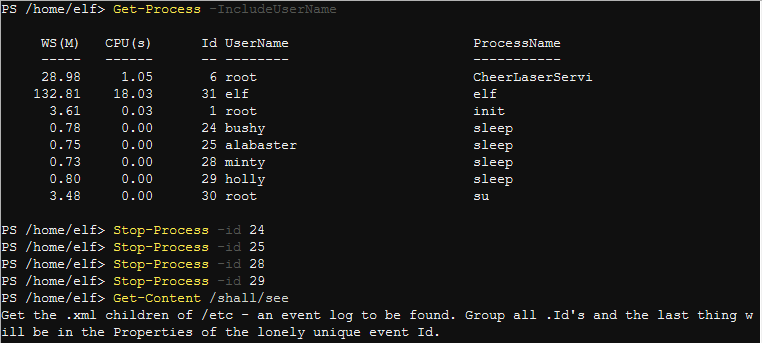 PS /home/elf> Get-Process -IncludeUserName
WS(M) CPU(s) Id UserName ProcessName
----- ------ -- -------- -----------
28.98 1.05 6 root CheerLaserServi
132.81 18.03 31 elf elf
3.61 0.03 1 root init
0.78 0.00 24 bushy sleep
0.75 0.00 25 alabaster sleep
0.73 0.00 28 minty sleep
0.80 0.00 29 holly sleep
3.48 0.00 30 root su
PS /home/elf> Stop-Process -id 24
PS /home/elf> Stop-Process -id 25
PS /home/elf> Stop-Process -id 28
PS /home/elf> Stop-Process -id 29
PS /home/elf> Get-Content /shall/see
Get the .xml children of /etc - an event log to be found. Group all .Id's and the last thing w
ill be in the Properties of the lonely unique event Id.